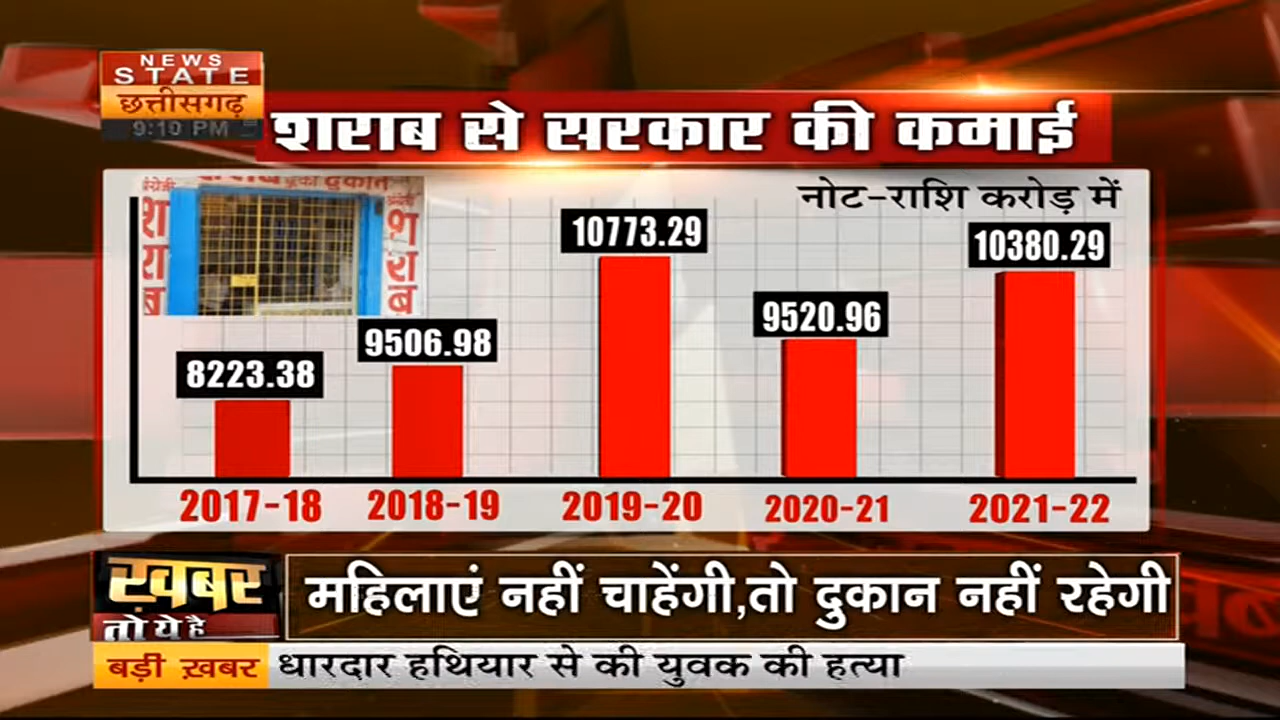 NEWS
STATE
छत्तीसगढ़
9:10 PM
शराब से सरकार की कमाई
नोट-राशि करोड़ में
अंग्रेजी
दुकान
शराब
शराब
8223.38
9506.98
10773.29
9520.96
10380.29
2017-18
2018-19
2019-20
2020-21
2021-22
ख़बर
तो ये है
महिलाएं नहीं चाहेंगी,तो दुकान नहीं रहेगी
बड़ी ख़बर
धारदार हथियार से की युवक की हत्या